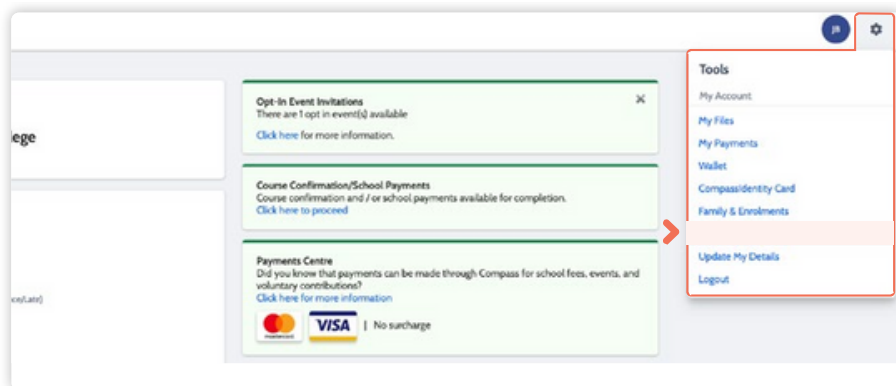 JB
Tools
My Account
My Files
My Payments
Wallet
CompassIdentity Card
Family & Enrolments
Update My Details
Logout
ege
Opt-In Event Invitations
There are 1 opt in event(s) available
Click here for more information.
Course Confirmation/School Payments
Course confirmation and / or school payments available for completion.
Click here to proceed
Payments Centre
Did you know that payments can be made through Compass for school fees, events, and
voluntary contributions?
Click here for more information
mastercard VISA | No surcharge
ce/Late)